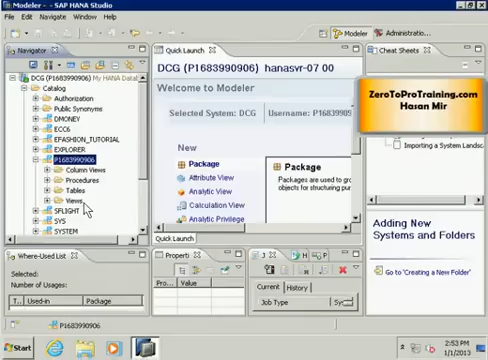 Modeler - SAP HANA Studio
File Edit Navigate Window Help
Modeler Administratio...
Navigator
DCG (P1683990906) My HANA Datab
Catalog
Authorization
Public Synonyms
DMONEY
ECC6
EFASHION_TUTORIAL
EXPLORER
P1683990906
Column Views
Procedures
Tables
Views
SFLIGHT
SYS
SYSTEM
Quick Launch
DCG (P1683990906) hanasvr-07 00
Welcome to Modeler
Selected System: DCG Username: P168399090
New
Package
Attribute View
Analytic View
Calculation View
Analytic Privilege
Package
Packages are used to
objects for structuring pur
Quick Launch
Cheat Sheets
ZeroToProTraining.com
Hasan Mir
Importing a System Landsca
Adding New
Systems and Folders
Go to 'Creating a New Folder'
Where-Used List
Selected:
Number of Usages:
T... Used-in Package
Properti
Pro... Value
J H P
Current History
Job Type Sy
P1683990906
Start
2:53 PM
1/1/2013